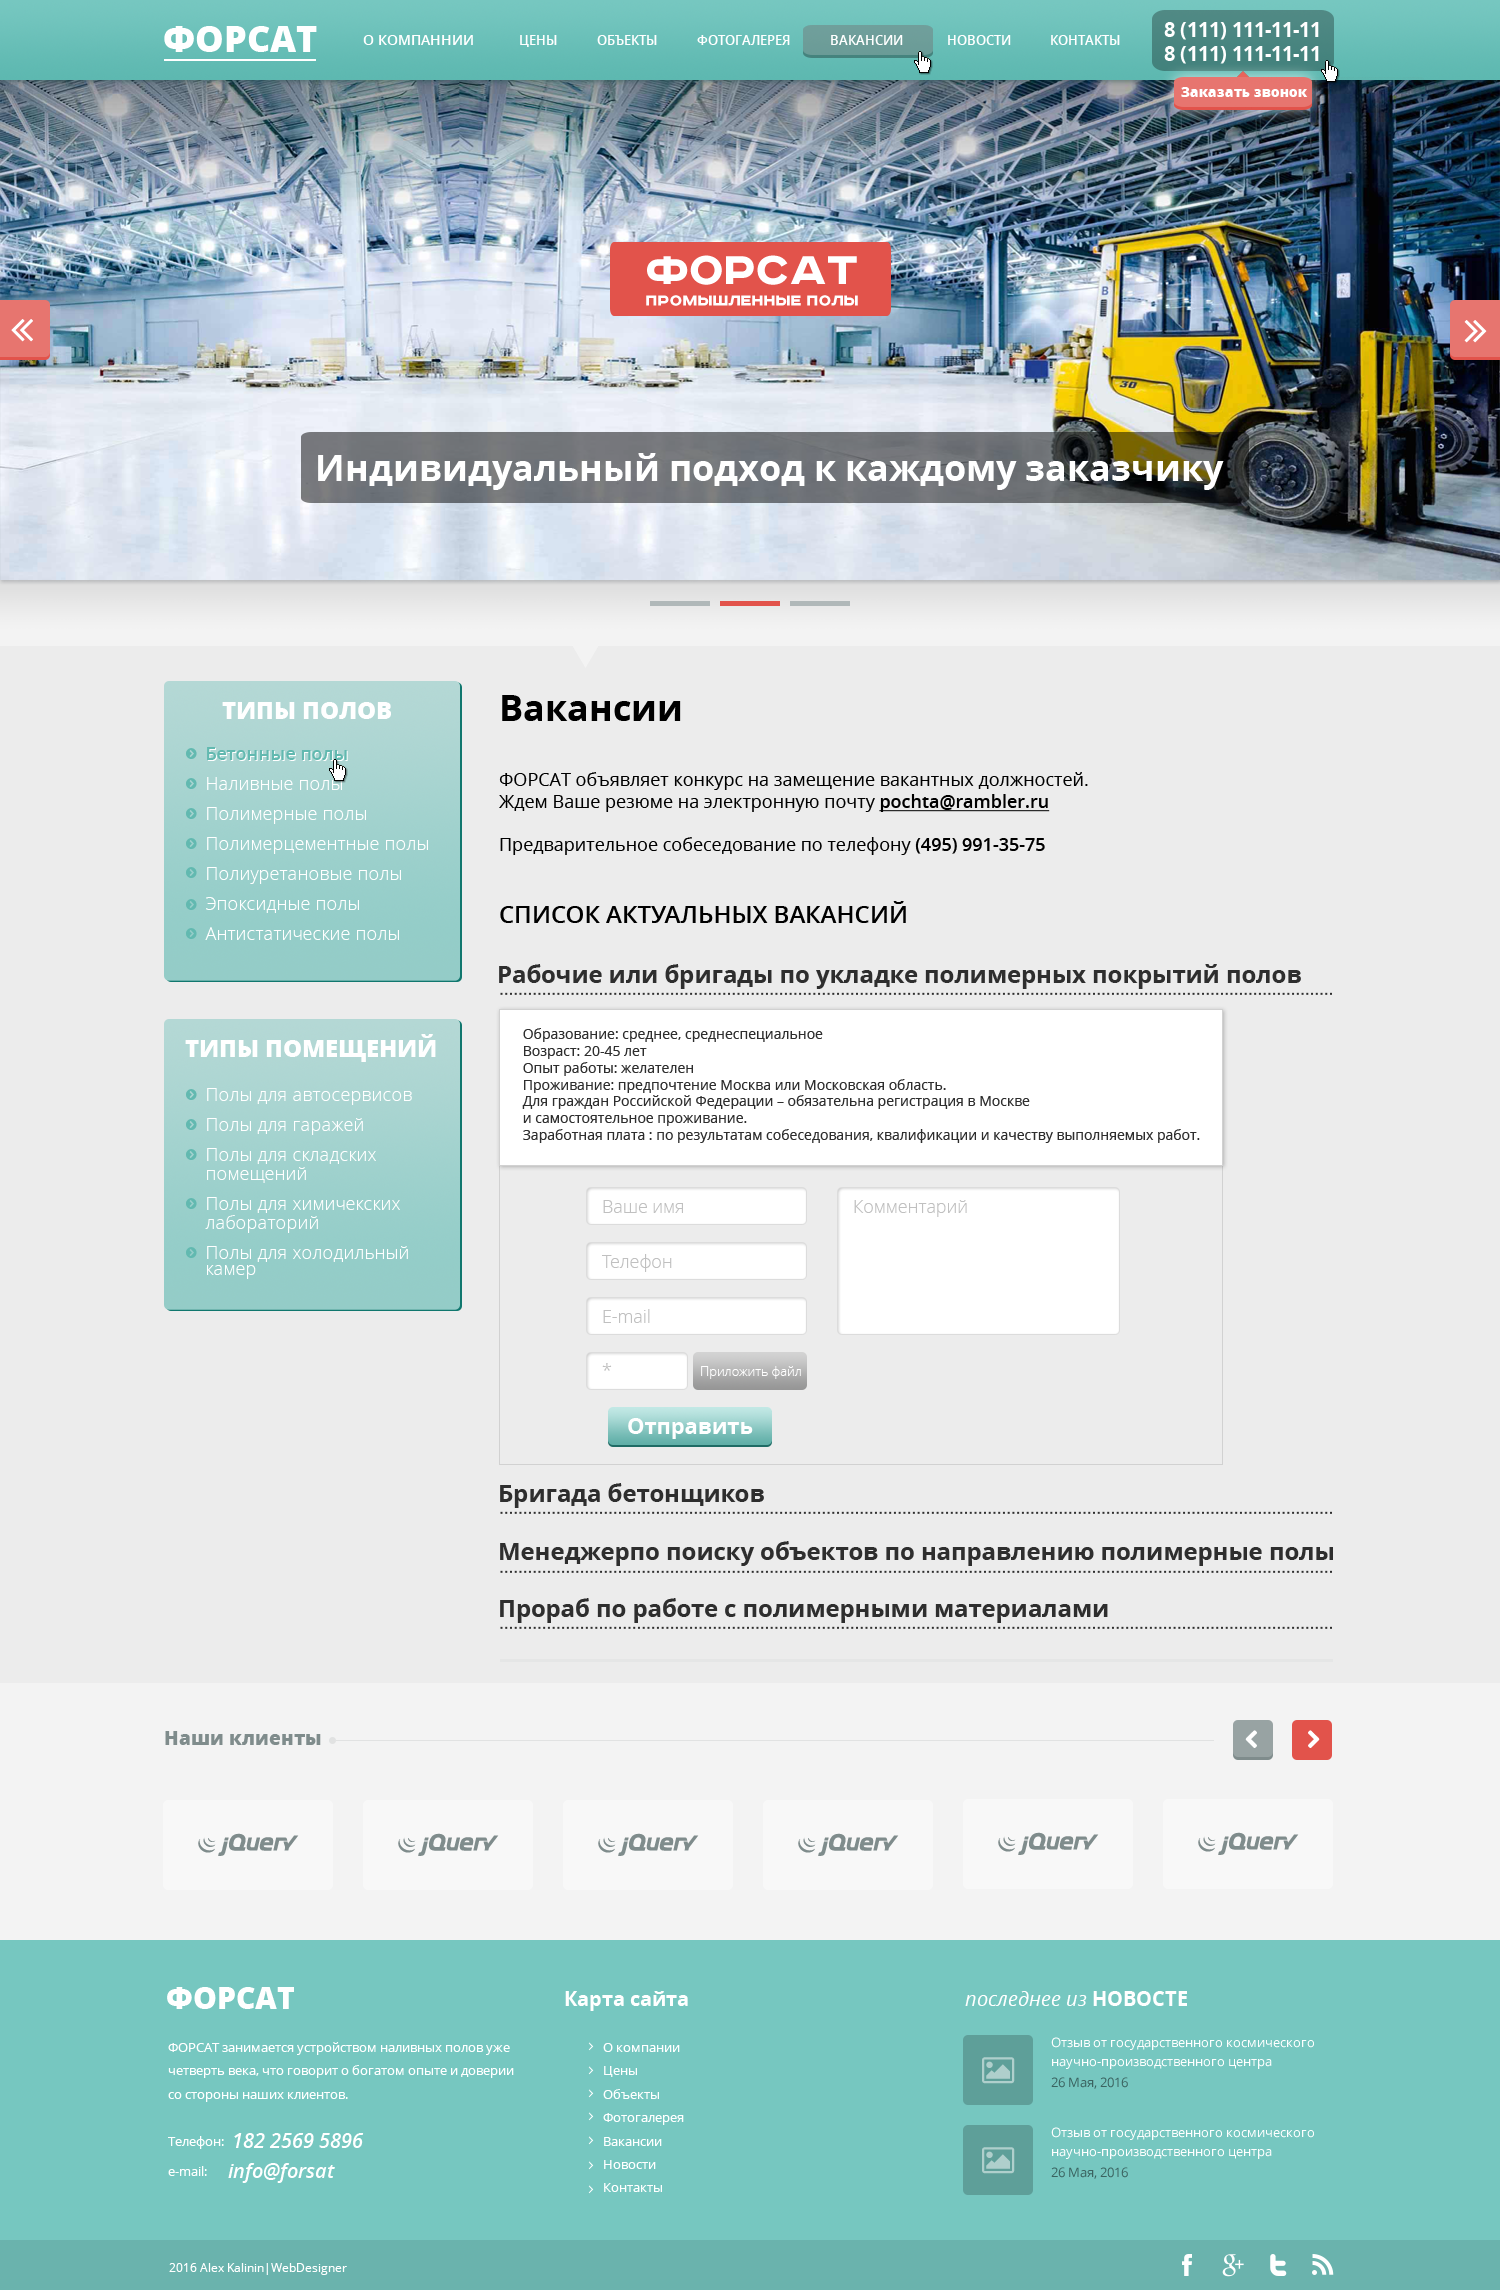 ФОРСАТ
О КОМПАННИИ
ЦЕНЫ
ОБЪЕКТЫ
ФОТОГАЛЕРЕЯ
ВАКАНСИИ
НОВОСТИ
КОНТАКТЫ
8 (111) 111-11-11
8 (111) 111-11-11
Заказать звонок
ФОРСАТ
ПРОМЫШЛЕННЫЕ ПОЛЫ
30
Индивидуальный подход к каждому заказчику
ТИПЫ ПОЛОВ
Бетонные полы
Наливные полы
Полимерные полы
Полимерцементные полы
Полиуретановые полы
Эпоксидные полы
Антистатические полы
ТИПЫ ПОМЕЩЕНИЙ
Полы для автосервисов
Полы для гаражей
Полы для складских
помещений
Полы для химичекских
лабораторий
Полы для холодильный
камер
Вакансии
ФОРСАТ объявляет конкурс на замещение вакантных должностей.
Ждем Ваше резюме на электронную почту pochta@rambler.ru
Предварительное собеседование по телефону (495) 991-35-75
СПИСОК АКТУАЛЬНЫХ ВАКАНСИЙ
Рабочие или бригады по укладке полимерных покрытий полов
Образование: среднее, среднеспециальное
Возраст: 20-45 лет
Опыт работы: желателен
Проживание: предпочтение Москва или Московская область.
Для граждан Российской Федерации – обязательна регистрация в Москве
и самостоятельное проживание.
Заработная плата : по результатам собеседования, квалификации и качеству выполняемых работ.
Ваше имя
Комментарий
Телефон
E-mail
*
Приложить файл
Отправить
Бригада бетонщиков
Менеджерпо поиску объектов по направлению полимерные полы
Прораб по работе с полимерными материалами
Наши клиенты
jQuery
jQuery
jQuery
jQuery
jQuery
jQuery
ФОРСАТ
ФОРСАТ занимается устройством наливных полов уже
четверть века, что говорит о богатом опыте и доверии
со стороны наших клиентов.
Телефон: 182 2569 5896
e-mail: info@forsat
Карта сайта
О компании
Цены
Объекты
Фотогалерея
Вакансии
Новости
Контакты
последнее из НОВОСТЕ
Отзыв от государственного космического
научно-производственного центра
26 Мая, 2016
Отзыв от государственного космического
научно-производственного центра
26 Мая, 2016
2016 Alex Kalinin|WebDesigner